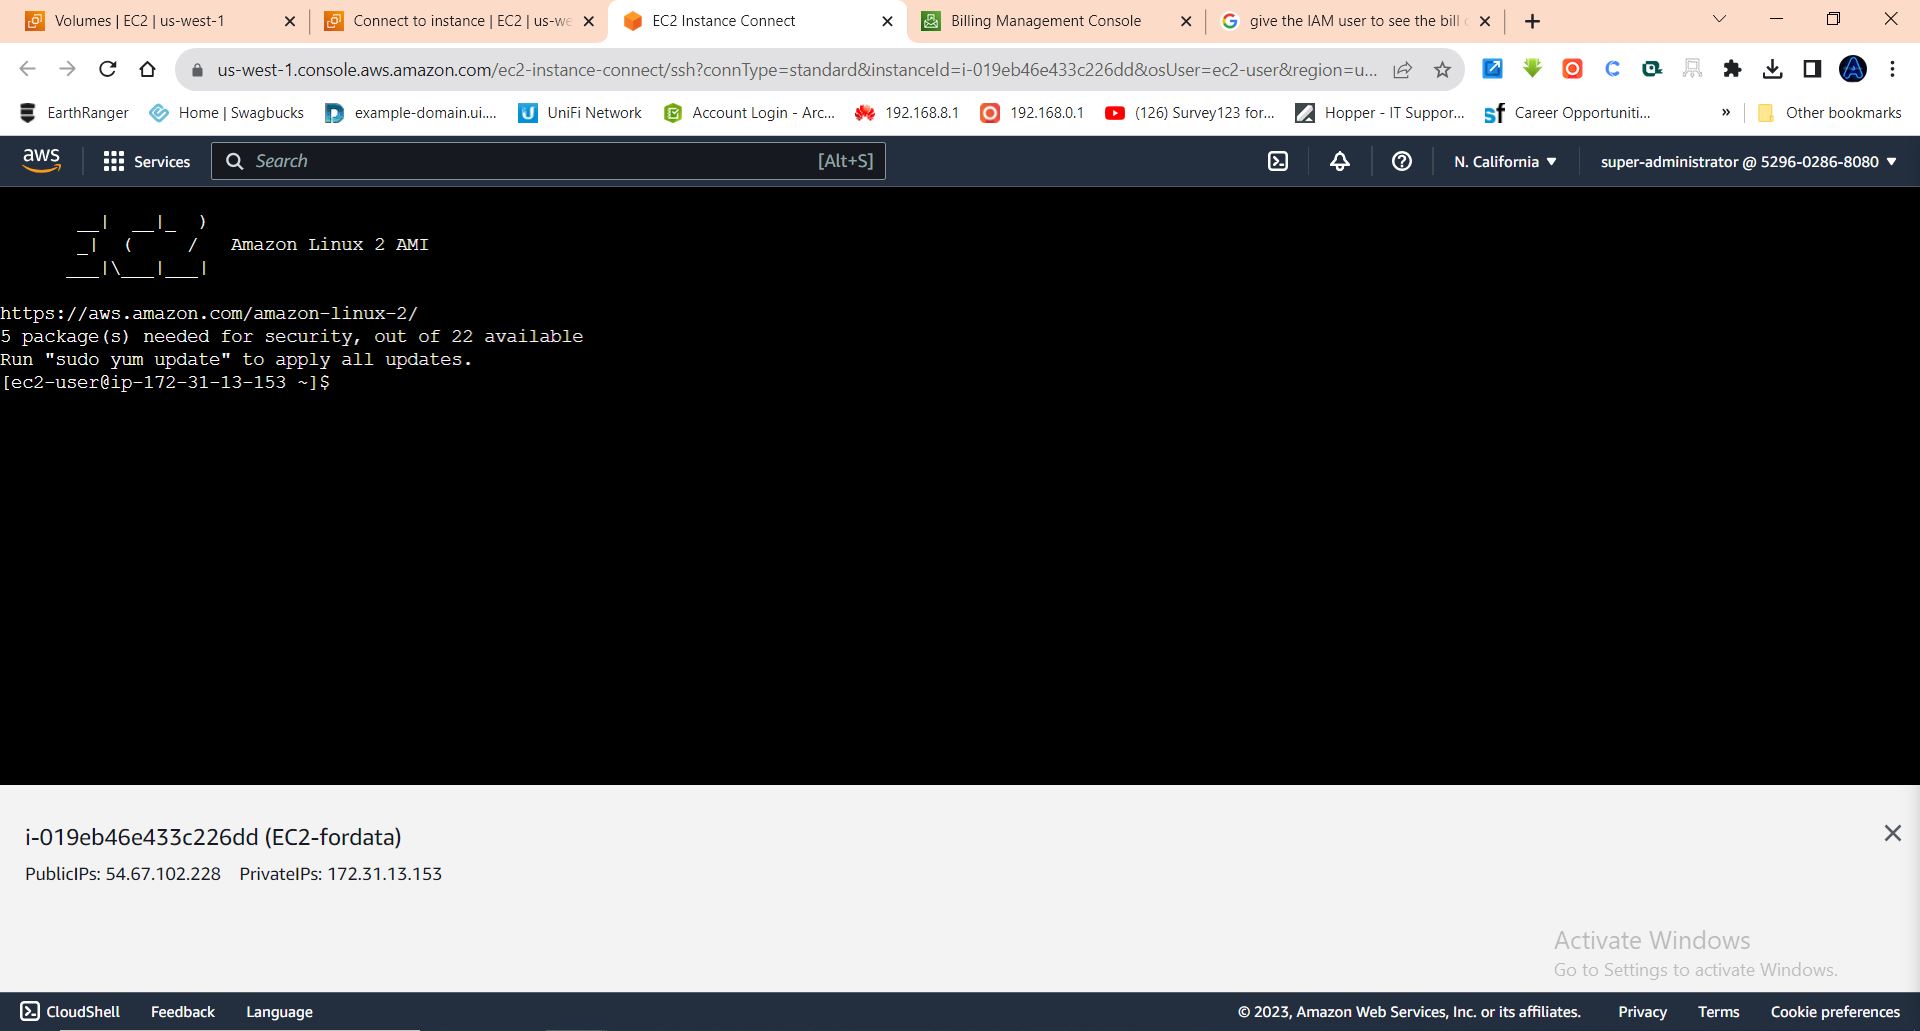 Volumes | EC2 | us-west-1
Connect to instance | EC2 | us-we
EC2 Instance Connect
Billing Management Console
give the IAM user to see the bill
us-west-1.console.aws.amazon.com/ec2-instance-connect/ssh?connType=standard&instanceId=i-019eb46e433c226dd&osUser=ec2-user&region=u...
EarthRanger
Home | Swagbucks
example-domain.ui....
UniFi Network
Account Login - Arc...
192.168.8.1
192.168.0.1
(126) Survey123 for...
Hopper - IT Suppor...
Career Opportuniti...
»
Other bookmarks
aws
Services
Search
[Alt+S]
N. California
super-administrator @ 5296-0286-8080
__|  __|_  )
_|  (     /   Amazon Linux 2 AMI
___|\___|___|
https://aws.amazon.com/amazon-linux-2/
5 package(s) needed for security, out of 22 available
Run "sudo yum update" to apply all updates.
[ec2-user@ip-172-31-13-153 ~]$
i-019eb46e433c226dd (EC2-fordata)
PublicIPs: 54.67.102.228 PrivateIPs: 172.31.13.153
Activate Windows
Go to Settings to activate Windows.
CloudShell
Feedback
Language
© 2023, Amazon Web Services, Inc. or its affiliates.
Privacy
Terms
Cookie preferences